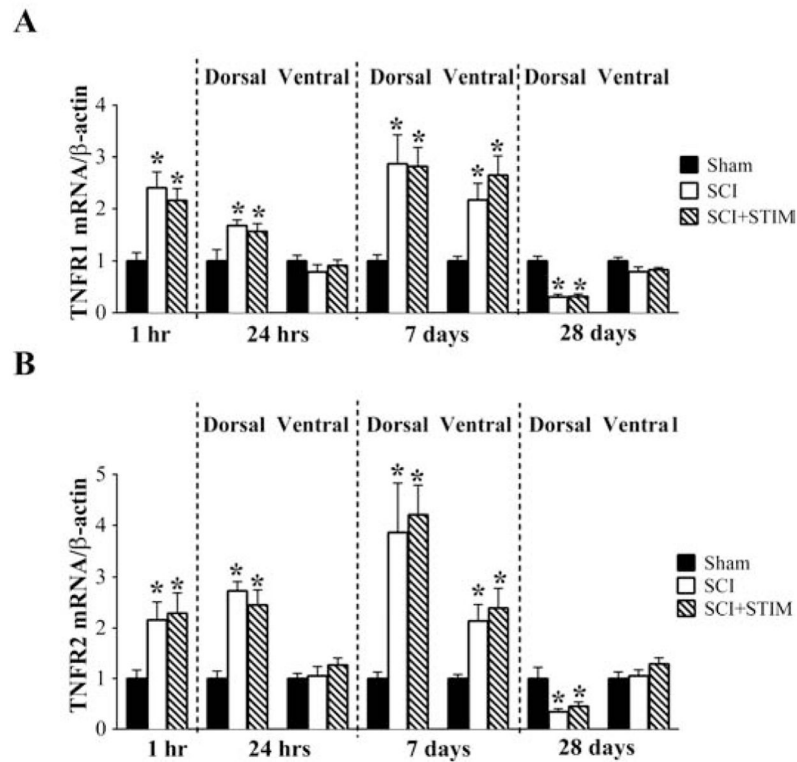 A
Dorsal Ventral Dorsal Ventral Dorsal Ventral
TNFR1 mRNA/β-actin
4
3
2
1
0
* * * * * * * * * *
Sham
SCI
SCI+STIM
1 hr 24 hrs 7 days 28 days
B
Dorsal Ventral Dorsal Ventral Dorsal Ventral
TNFR2 mRNA/β-actin
5
4
3
2
1
0
* * * * * * * * * *
Sham
SCI
SCI+STIM
1 hr 24 hrs 7 days 28 days